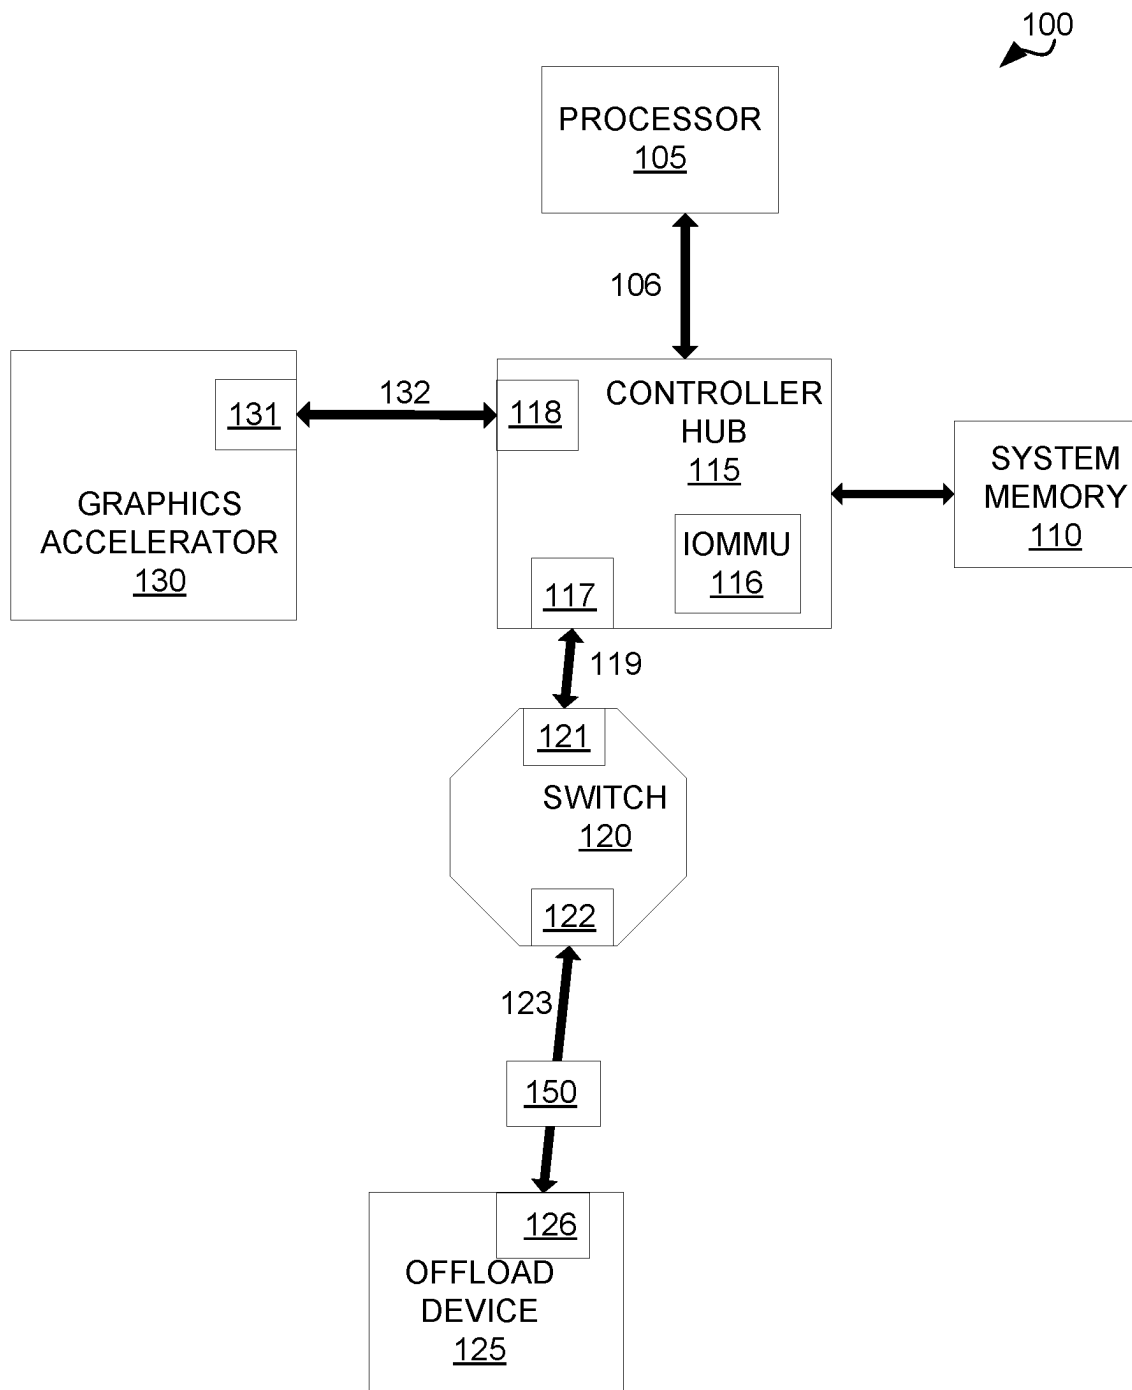 100
PROCESSOR
105
106
132
131
118
CONTROLLER
HUB
115
GRAPHICS
ACCELERATOR
130
SYSTEM
MEMORY
110
IOMMU
116
117
119
121
SWITCH
120
122
123
150
126
OFFLOAD
DEVICE
125